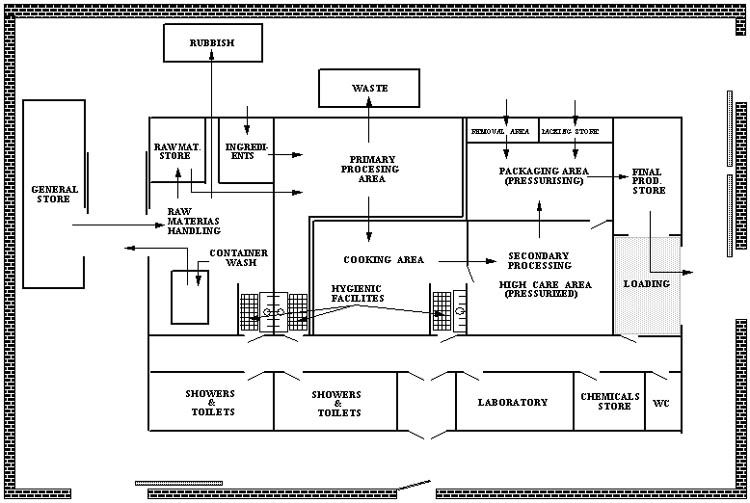 RUBBISH
WASTE
REMOVAL AREA
PACKING STORE
RAWMAT.
STORE
INGREDI-
ENTS
PRIMARY
PROCESING
AREA
PACKAGING AREA
(PRESSURISING)
FINAL
PROD.
STORE
GENERAL
STORE
RAW
MATERIAS
HANDLING
CONTAINER
WASH
COOKING AREA
SECONDARY
PROCESSING
HIGH CARE AREA
(PRESSURIZED)
LOADING
HYGIENIC
FACILITES
SHOWERS
&
TOILETS
SHOWERS
&
TOILETS
LABORATORY
CHEMICALS
STORE
WC